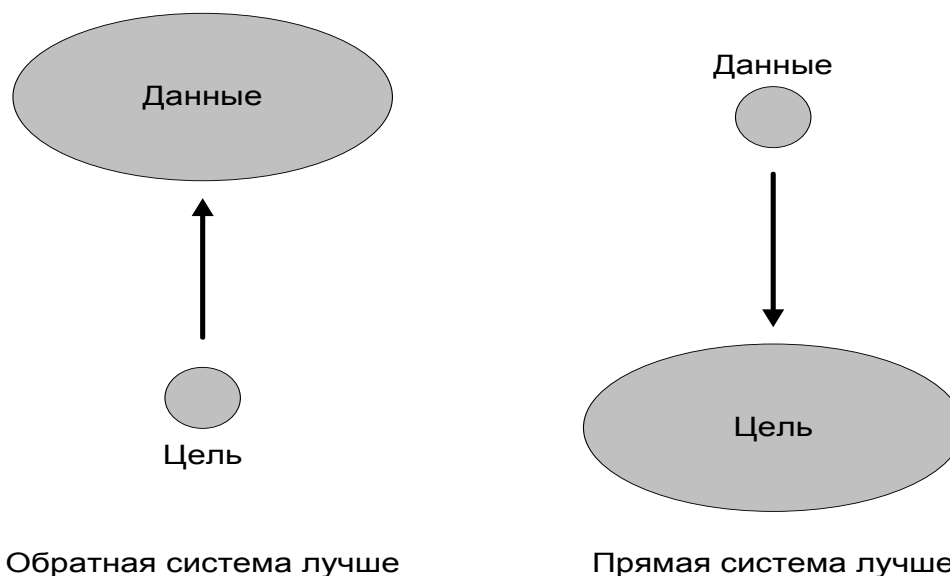 Данные
Данные
Цель
Цель
Обратная система лучше
Прямая система лучше